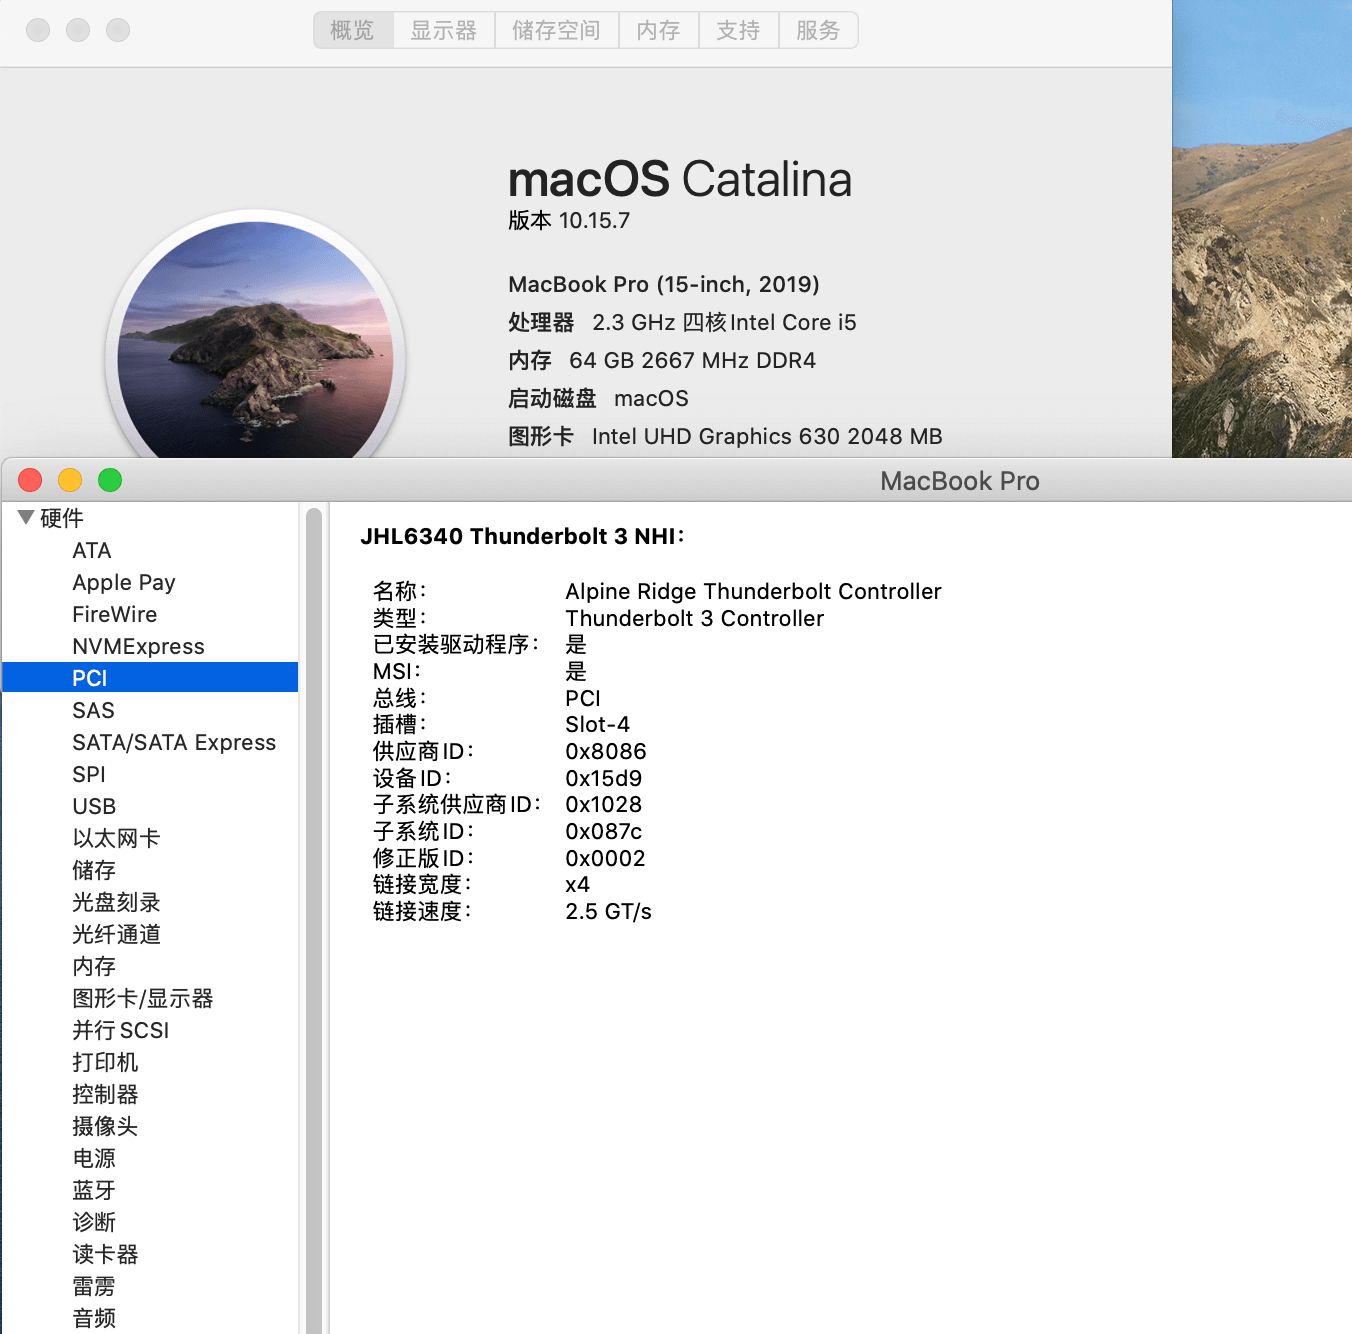 概览 显示器 储存空间 内存 支持 服务
macOS Catalina
版本 10.15.7
MacBook Pro (15-inch, 2019)
处理器 2.3 GHz 四核Intel Core i5
内存 64 GB 2667 MHz DDR4
启动磁盘 macOS
图形卡 Intel UHD Graphics 630 2048 MB
MacBook Pro
硬件
ATA
Apple Pay
FireWire
NVMExpress
PCI
SAS
SATA/SATA Express
SPI
USB
以太网卡
储存
光盘刻录
光纤通道
内存
图形卡/显示器
并行SCSI
打印机
控制器
摄像头
电源
蓝牙
诊断
读卡器
雷雳
音频
JHL6340 Thunderbolt 3 NHI：
名称： Alpine Ridge Thunderbolt Controller
类型： Thunderbolt 3 Controller
已安装驱动程序： 是
MSI： 是
总线： PCI
插槽： Slot-4
供应商ID： 0x8086
设备ID： 0x15d9
子系统供应商ID： 0x1028
子系统ID： 0x087c
修正版ID： 0x0002
链接宽度： x4
链接速度： 2.5 GT/s